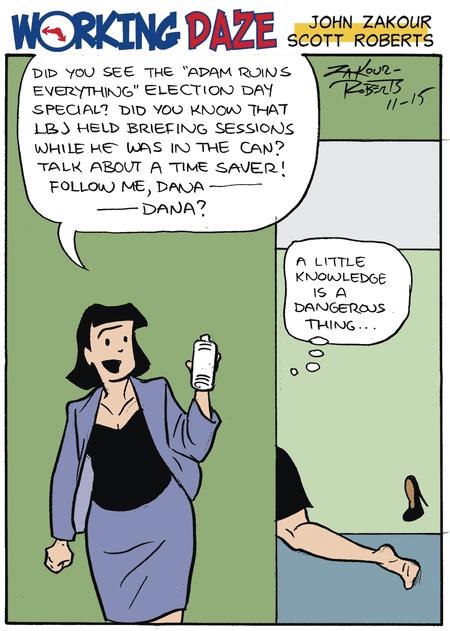 WORKING DAZE
JOHN ZAKOUR
SCOTT ROBERTS
DID YOU SEE THE "ADAM RUINS
EVERYTHING" ELECTION DAY
SPECIAL? DID YOU KNOW THAT
LBJ HELD BRIEFING SESSIONS
WHILE HE WAS IN THE CAN?
TALK ABOUT A TIME SAVER!
FOLLOW ME, DANA ——
—— DANA?
ZAKOUR-
ROBERTS
11-15
A LITTLE
KNOWLEDGE
IS A
DANGEROUS
THING...